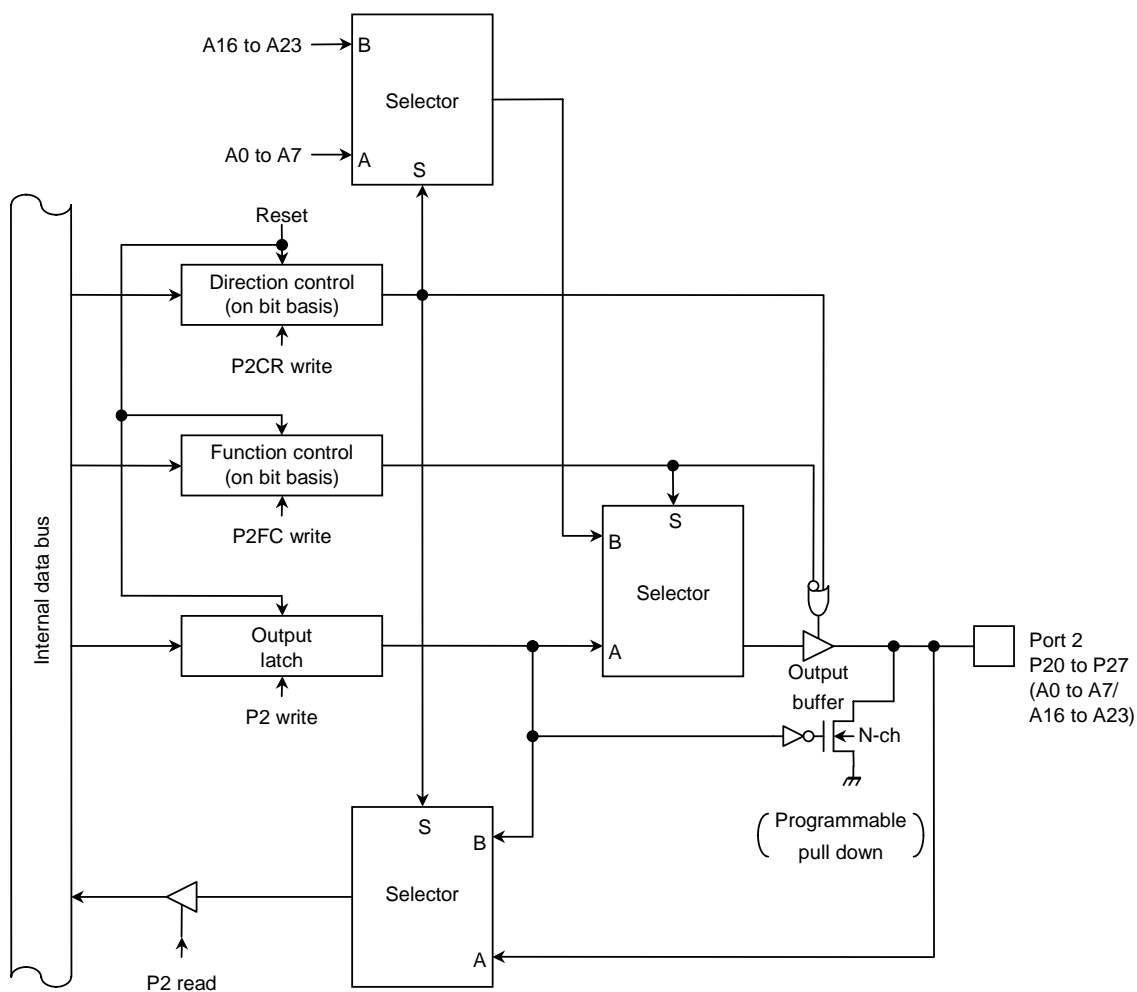 A16 to A23
B
Selector
A0 to A7
A
S
Reset
Direction control
(on bit basis)
P2CR write
Function control
(on bit basis)
P2FC write
Internal data bus
S
B
Selector
A
Output
latch
P2 write
Output
buffer
Port 2
P20 to P27
(A0 to A7/
A16 to A23)
N-ch
(Programmable
pull down)
S
B
Selector
A
P2 read